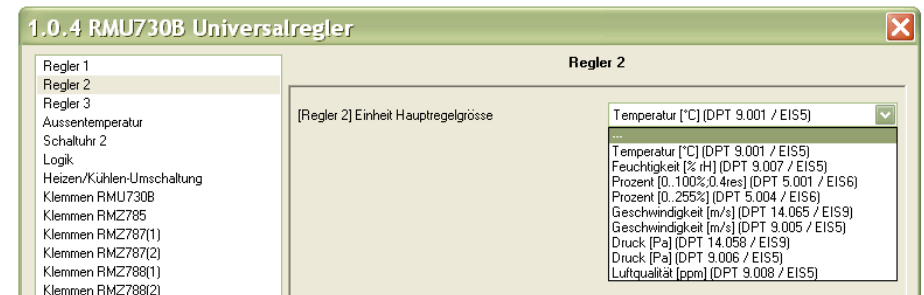 1.0.4 RMU730B Universalregler
Regler 1
Regler 2
Regler 3
Aussentemperatur
Schaltuhr 2
Logik
Heizen/Kühlen-Umschaltung
Klemmen RMU730B
Klemmen RMZ785
Klemmen RMZ787(1)
Klemmen RMZ787(2)
Klemmen RMZ788(1)
Klemmen RMZ788(2)
Regler 2
[Regler 2] Einheit Hauptregelgrösse
Temperatur [°C] (DPT 9.001 / EIS5)
...
Temperatur [°C] (DPT 9.001 / EIS5)
Feuchtigkeit [% rH] (DPT 9.007 / EIS5)
Prozent [0..100%;0.4res] (DPT 5.001 / EIS6)
Prozent [0..255%] (DPT 5.004 / EIS6)
Geschwindigkeit [m/s] (DPT 14.065 / EIS9)
Geschwindigkeit [m/s] (DPT 9.005 / EIS5)
Druck [Pa] (DPT 14.058 / EIS9)
Druck [Pa] (DPT 9.006 / EIS5)
Luftqualität [ppm] (DPT 9.008 / EIS5)